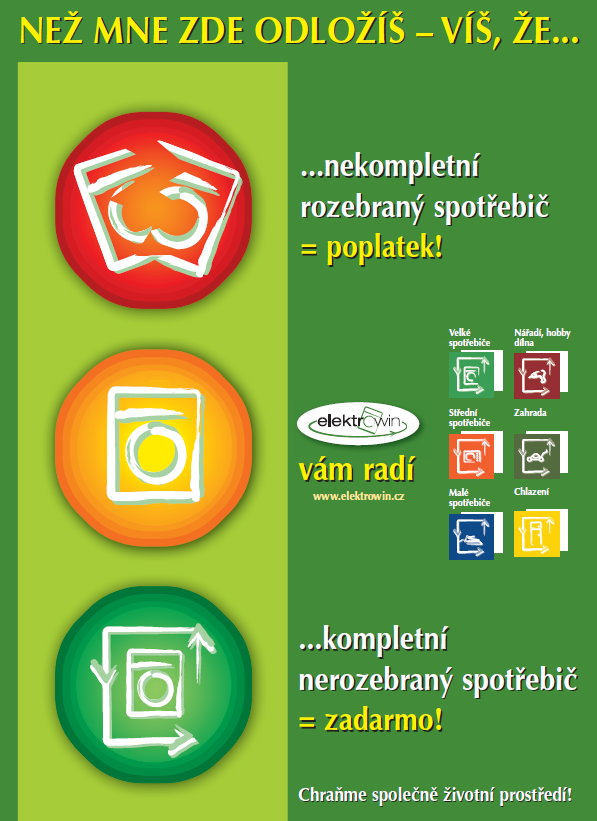 NEŽ MNE ZDE ODLOŽÍŠ – VÍŠ, ŽE...
...nekompletní
rozebraný spotřebič
= poplatek!
Velké
spotřebiče
Nářadí, hobby
dílna
Střední
spotřebiče
Zahrada
Malé
spotřebiče
Chlazení
elektrowin
vám radí
www.elektrowin.cz
...kompletní
nerozebraný spotřebič
= zadarmo!
Chraňme společně životní prostředí!